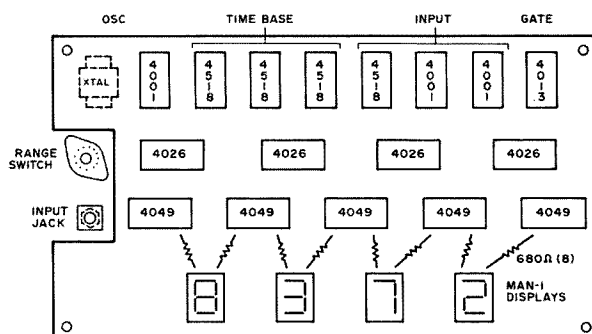 OSC TIME BASE INPUT GATE
XTAL 4001 4518 4518 4518 4518 4001 4001 4013
RANGE SWITCH
4026 4026 4026 4026
INPUT JACK
4049 4049 4049 4049 4049
680Ω (8)
8 3 7 2
MAN-1 DISPLAYS